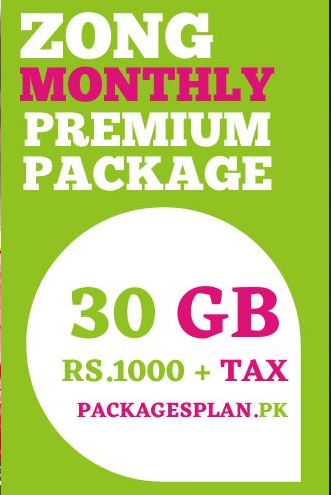 ZONG
MONTHLY
PREMIUM
PACKAGE
30 GB
RS.1000 + TAX
PACKAGESPLAN.PK